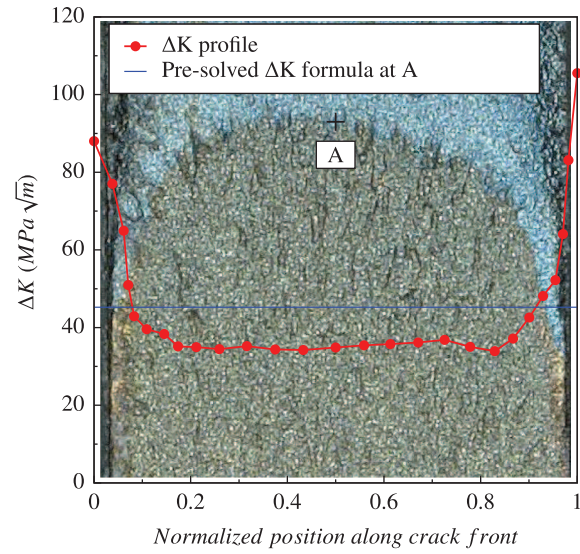 120
100
80
60
40
20
0
ΔK (MPa √m)
ΔK profile
Pre-solved ΔK formula at A
A
0 0.2 0.4 0.6 0.8 1
Normalized position along crack front